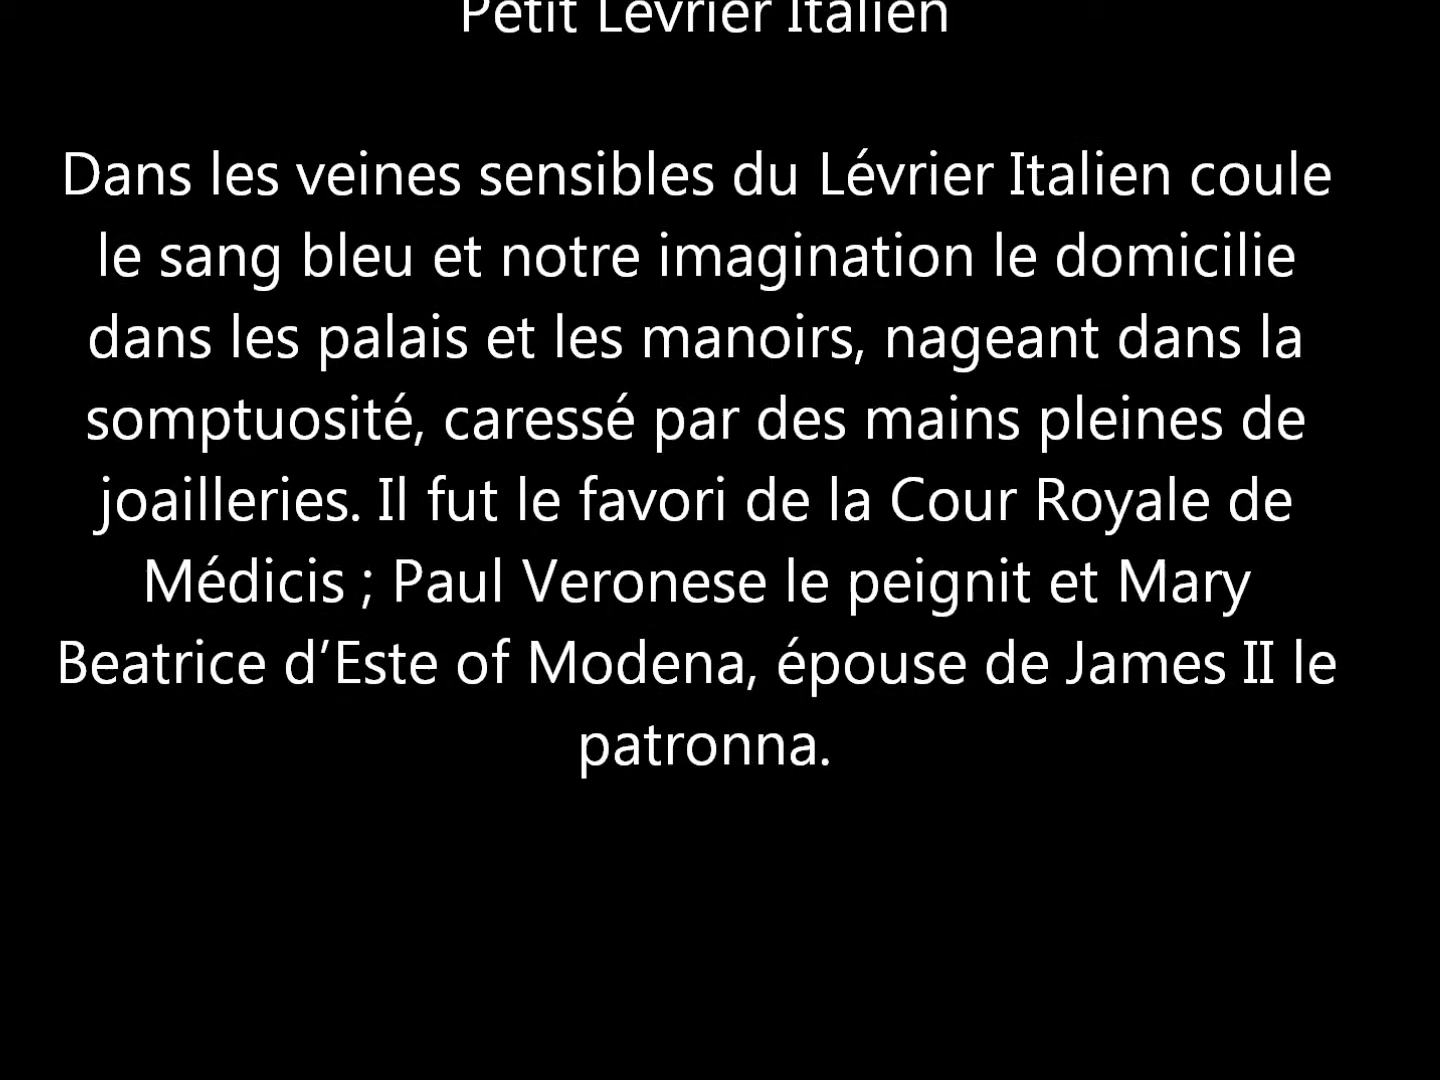 Petit Lévrier Italien
Dans les veines sensibles du Lévrier Italien coule
le sang bleu et notre imagination le domicilie
dans les palais et les manoirs, nageant dans la
somptuosité, caressé par des mains pleines de
joailleries. Il fut le favori de la Cour Royale de
Médicis ; Paul Veronese le peignit et Mary
Beatrice d’Este of Modena, épouse de James II le
patronna.